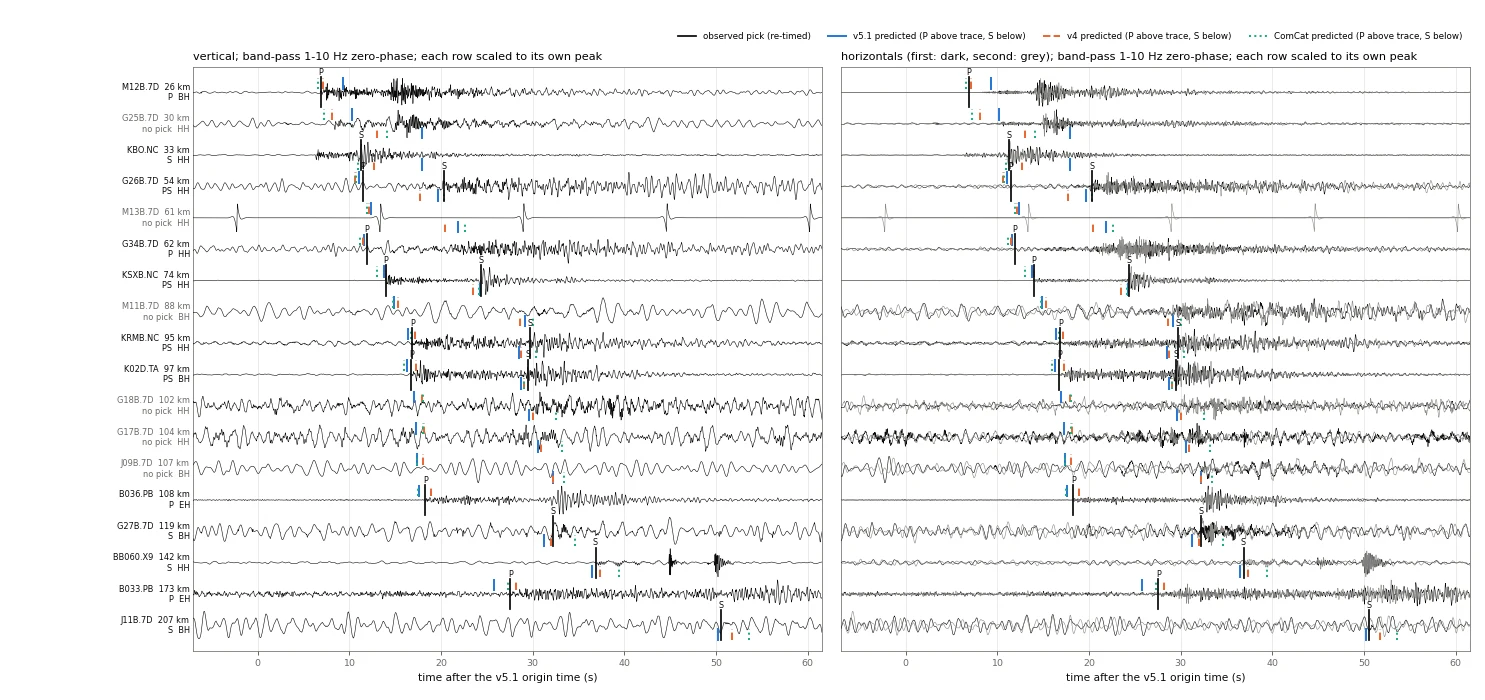 observed pick (re-timed)
v5.1 predicted (P above trace, S below)
v4 predicted (P above trace, S below)
ComCat predicted (P above trace, S below)
vertical; band-pass 1-10 Hz zero-phase; each row scaled to its own peak
horizontals (first: dark, second: grey); band-pass 1-10 Hz zero-phase; each row scaled to its own peak
M12B.7D 26 km
P BH
G25B.7D 30 km
no pick HH
KBO.NC 33 km
S HH
G26B.7D 54 km
PS HH
M13B.7D 61 km
no pick HH
G34B.7D 62 km
P HH
KSXB.NC 74 km
PS HH
M11B.7D 88 km
no pick BH
KRMB.NC 95 km
PS HH
K02D.TA 97 km
PS BH
G18B.7D 102 km
no pick HH
G17B.7D 104 km
no pick HH
J09B.7D 107 km
no pick BH
B036.PB 108 km
P EH
G27B.7D 119 km
S BH
BB060.X9 142 km
S HH
B033.PB 173 km
P EH
J11B.7D 207 km
S BH
P
S
P
S
P
P
S
P
S
P
S
P
S
S
P
S
P
S
P
S
P
P
S
P
S
P
S
P
S
S
P
S
0 10 20 30 40 50 60
0 10 20 30 40 50 60
time after the v5.1 origin time (s)
time after the v5.1 origin time (s)